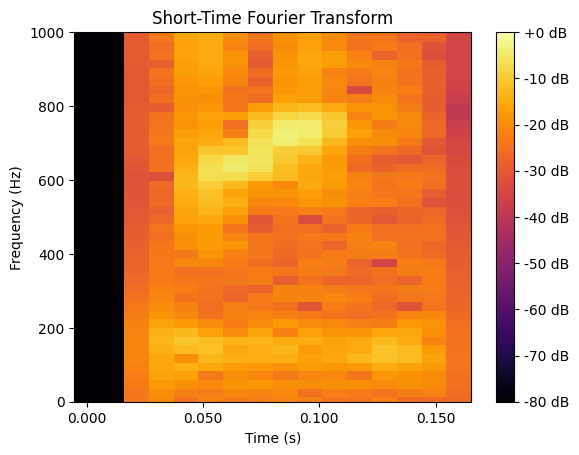 Short-Time Fourier Transform
1000
800
600
400
200
0
Frequency (Hz)
0.000
0.050
0.100
0.150
Time (s)
+0 dB
-10 dB
-20 dB
-30 dB
-40 dB
-50 dB
-60 dB
-70 dB
-80 dB